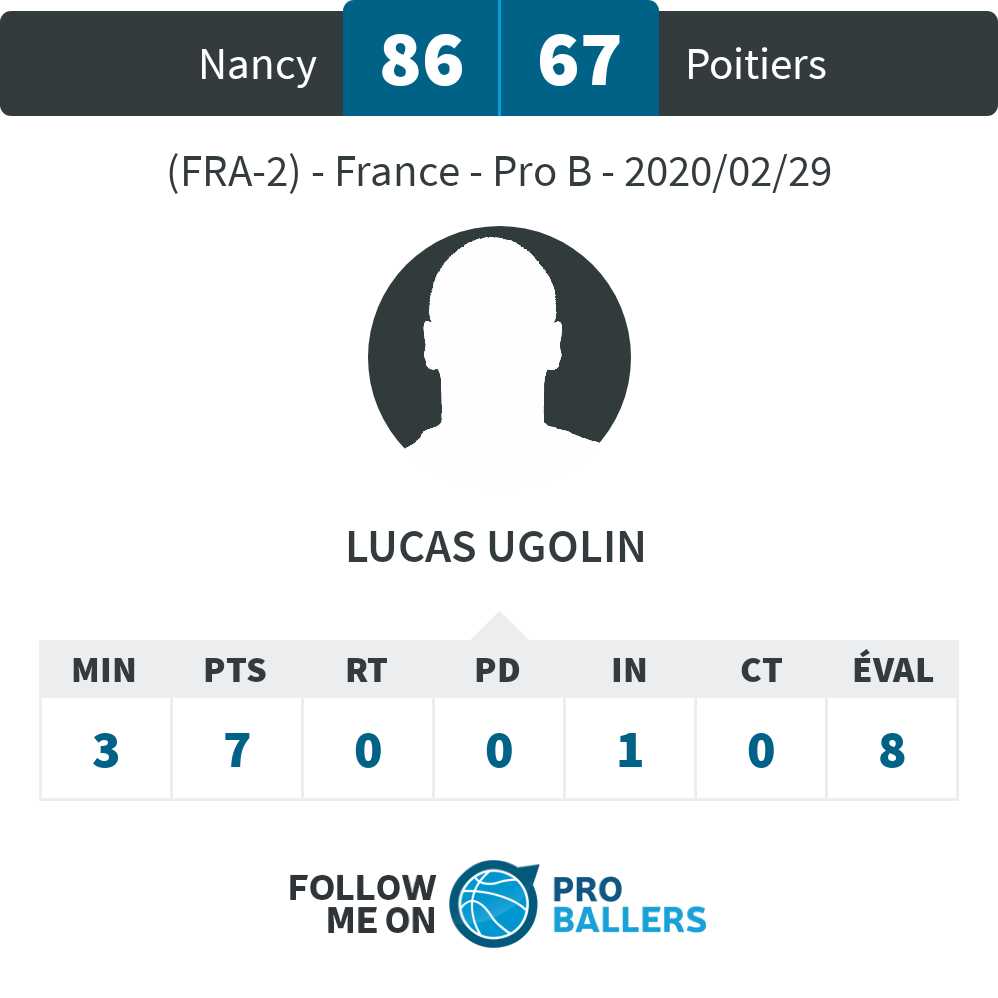 Nancy 86 67 Poitiers
(FRA-2) - France - Pro B - 2020/02/29
LUCAS UGOLIN
MIN PTS RT PD IN CT ÉVAL
3 7 0 0 1 0 8
FOLLOW PRO
ME ON BALLERS